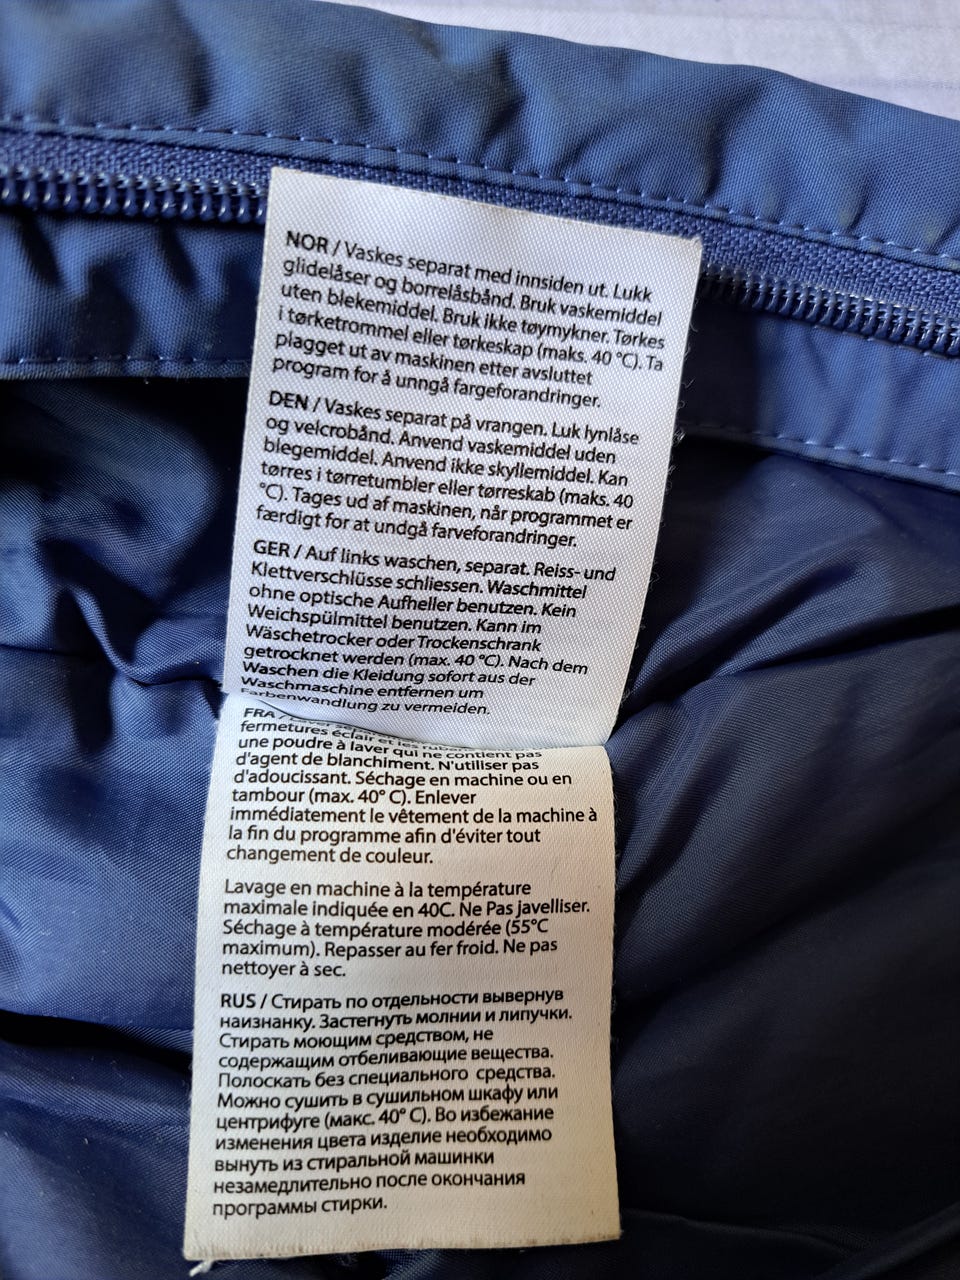 NOR / Vaskes separat med innsiden ut. Lukk
glidelåser og borrelåsbånd. Bruk vaskemiddel
uten blekemiddel. Bruk ikke tøymykner. Tørkes
i tørketrommel eller tørkeskap (maks. 40 °C). Ta
plagget ut av maskinen etter avsluttet
program for å unngå fargeforandringer.
DEN / Vaskes separat på vrangen. Luk lynlåse
og velcrobånd. Anvend vaskemiddel uden
blegemiddel. Anvend ikke skyllemiddel. Kan
tørres i tørretumbler eller tørreskab (maks. 40
°C). Tages ud af maskinen, når programmet er
færdigt for at undgå farveforandringer.
GER / Auf links waschen, separat. Reiss- und
Klettverschlüsse schliessen. Waschmittel
ohne optische Aufheller benutzen. Kein
Weichspülmittel benutzen. Kann im
Wäschetrocker oder Trockenschrank
getrocknet werden (max. 40 °C). Nach dem
Waschen die Kleidung sofort aus der
Waschmaschine entfernen um
Farbenwandlung zu vermeiden.
FRA / Laver
fermetures éclair et les
une poudre à laver qui ne contient pas
d'agent de blanchiment. N'utiliser pas
d'adoucissant. Séchage en machine ou en
tambour (max. 40° C). Enlever
immédiatement le vêtement de la machine à
la fin du programme afin d'éviter tout
changement de couleur.
Lavage en machine à la température
maximale indiquée en 40C. Ne Pas javelliser.
Séchage à température modérée (55°C
maximum). Repasser au fer froid. Ne pas
nettoyer à sec.
RUS / Стирать по отдельности вывернув
наизнанку. Застегнуть молнии и липучки.
Стирать моющим средством, не
содержащим отбеливающие вещества.
Полоскать без специального средства.
Можно сушить в сушильном шкафу или
центрифуге (макс. 40° C). Во избежание
изменения цвета изделие необходимо
вынуть из стиральной машинки
незамедлительно после окончания
программы стирки.